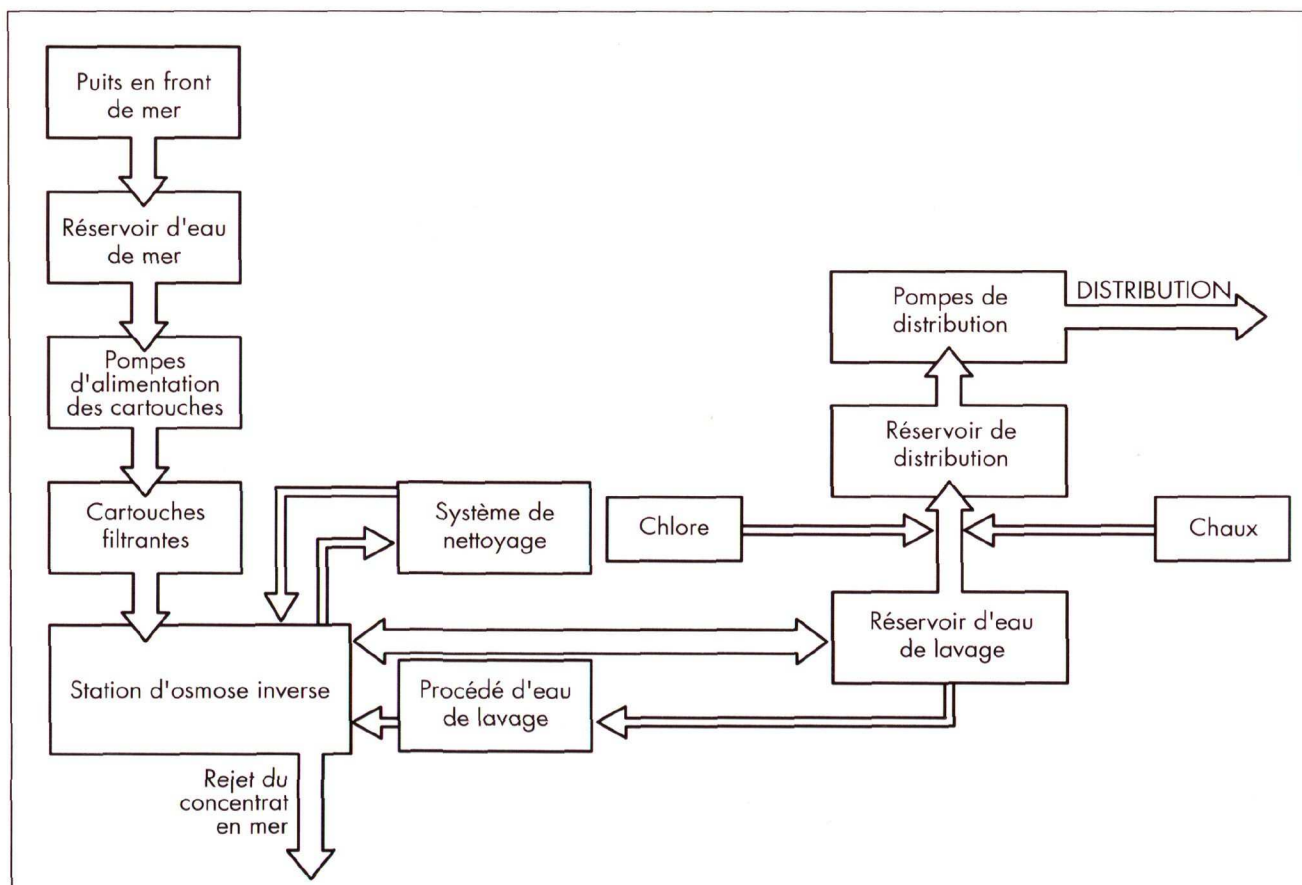 Puits en front
de mer
Réservoir d'eau
de mer
Pompes
d'alimentation
des cartouches
Cartouches
filtrantes
Système de
nettoyage
Station d'osmose inverse
Procédé d'eau
de lavage
Rejet du
concentrat
en mer
Pompes de
distribution
DISTRIBUTION
Réservoir de
distribution
Chlore
Chaux
Réservoir d'eau
de lavage